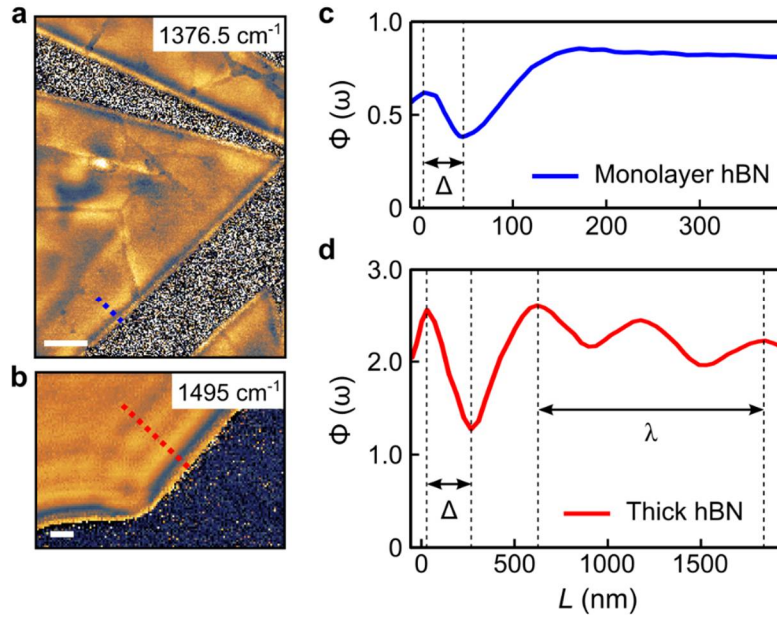 a
1376.5 cm-1
b
1495 cm-1
c
Φ (ω)
1.0
0.5
0
Δ
Monolayer hBN
0 100 200 300
d
Φ (ω)
3.0
2.0
1.0
0
Δ
λ
Thick hBN
0 500 1000 1500
L (nm)